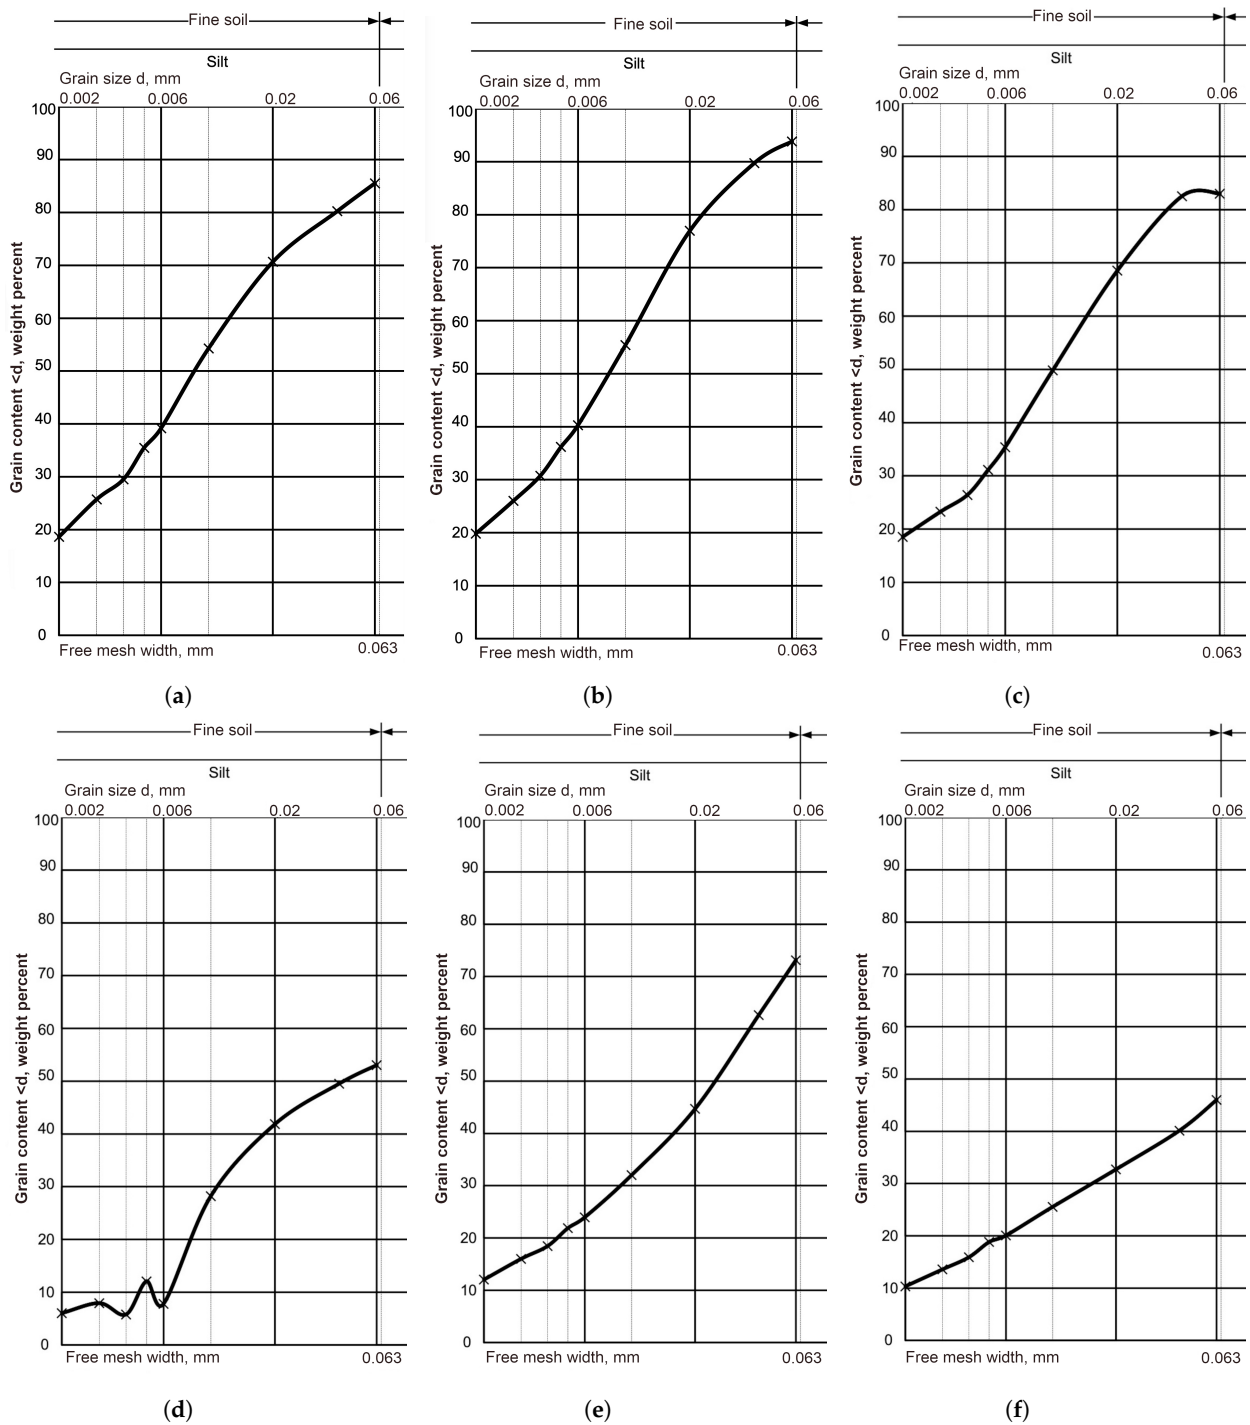 Fine soil
Silt
Grain size d, mm
0.002 0.006 0.02 0.06
100
90
80
70
60
50
40
30
20
10
0
Grain content <d, weight percent
Free mesh width, mm 0.063
(a)
Fine soil
Silt
Grain size d, mm
0.002 0.006 0.02 0.06
100
90
80
70
60
50
40
30
20
10
0
Grain content <d, weight percent
Free mesh width, mm 0.063
(b)
Fine soil
Silt
Grain size d, mm
0.002 0.006 0.02 0.06
100
90
80
70
60
50
40
30
20
10
0
Grain content <d, weight percent
Free mesh width, mm 0.063
(c)
Fine soil
Silt
Grain size d, mm
0.002 0.006 0.02 0.06
100
90
80
70
60
50
40
30
20
10
0
Grain content <d, weight percent
Free mesh width, mm 0.063
(d)
Fine soil
Silt
Grain size d, mm
0.002 0.006 0.02 0.06
100
90
80
70
60
50
40
30
20
10
0
Grain content <d, weight percent
Free mesh width, mm 0.063
(e)
Fine soil
Silt
Grain size d, mm
0.002 0.006 0.02 0.06
100
90
80
70
60
50
40
30
20
10
0
Grain content <d, weight percent
Free mesh width, mm 0.063
(f)